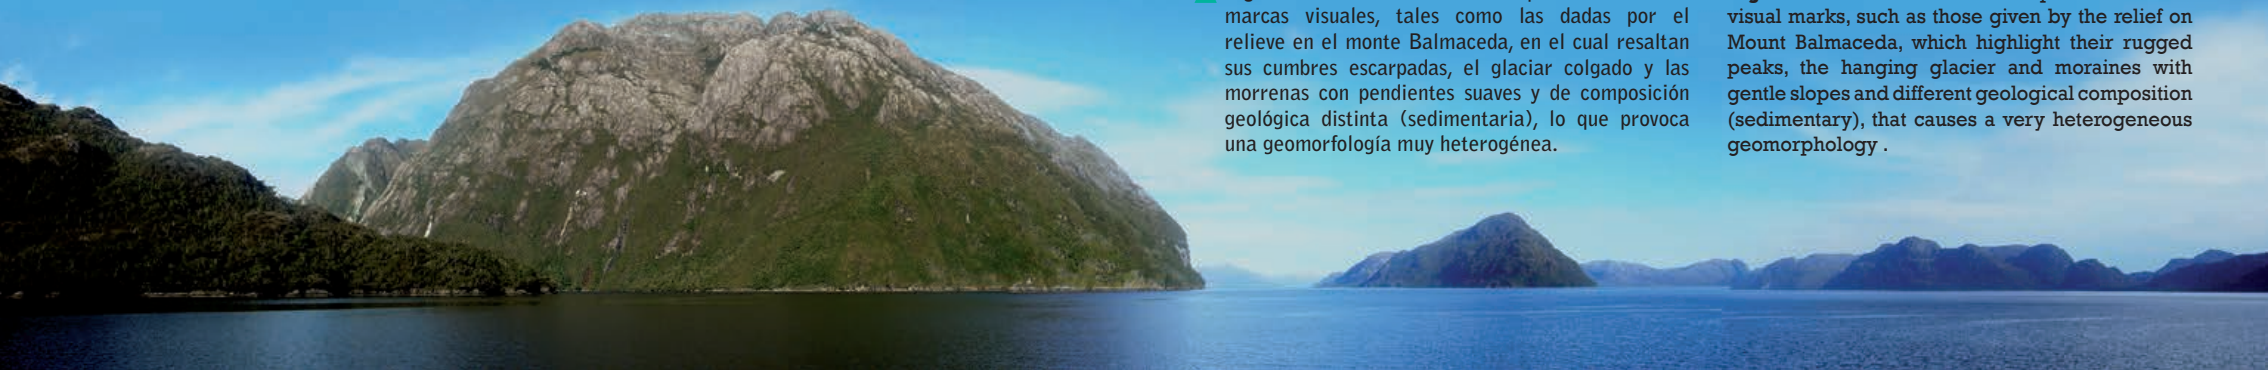 marcas visuales, tales como las dadas por el
relieve en el monte Balmaceda, en el cual resaltan
sus cumbres escarpadas, el glaciar colgado y las
morrenas con pendientes suaves y de composición
geológica distinta (sedimentaria), lo que provoca
una geomorfología muy heterogénea.
visual marks, such as those given by the relief on
Mount Balmaceda, which highlight their rugged
peaks, the hanging glacier and moraines with
gentle slopes and different geological composition
(sedimentary), that causes a very heterogeneous
geomorphology .